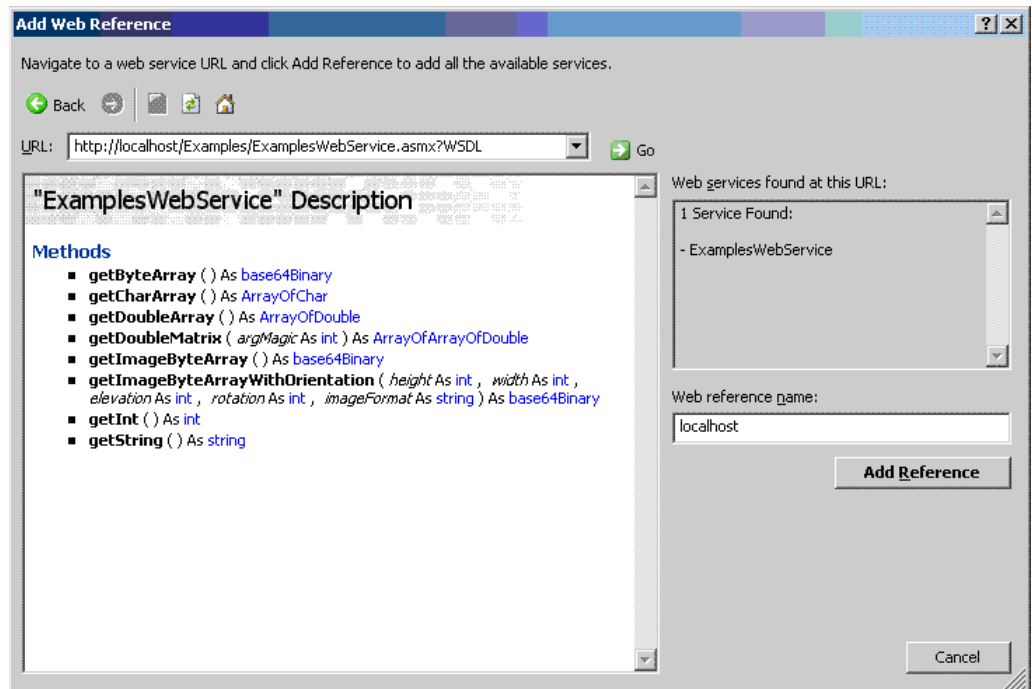 Add Web Reference
Navigate to a web service URL and click Add Reference to add all the available services.
Back
URL: http://localhost/Examples/ExamplesWebService.asmx?WSDL Go
"ExamplesWebService" Description
Methods
getByteArray ( ) As base64Binary
getCharArray ( ) As ArrayOfChar
getDoubleArray ( ) As ArrayOfDouble
getDoubleMatrix ( argMagic As int ) As ArrayOfArrayOfDouble
getImageByteArray ( ) As base64Binary
getImageByteArrayWithOrientation ( height As int , width As int ,
elevation As int , rotation As int , imageFormat As string ) As base64Binary
getInt ( ) As int
getString ( ) As string
Web services found at this URL:
1 Service Found:
- ExamplesWebService
Web reference name:
localhost
Add Reference
Cancel